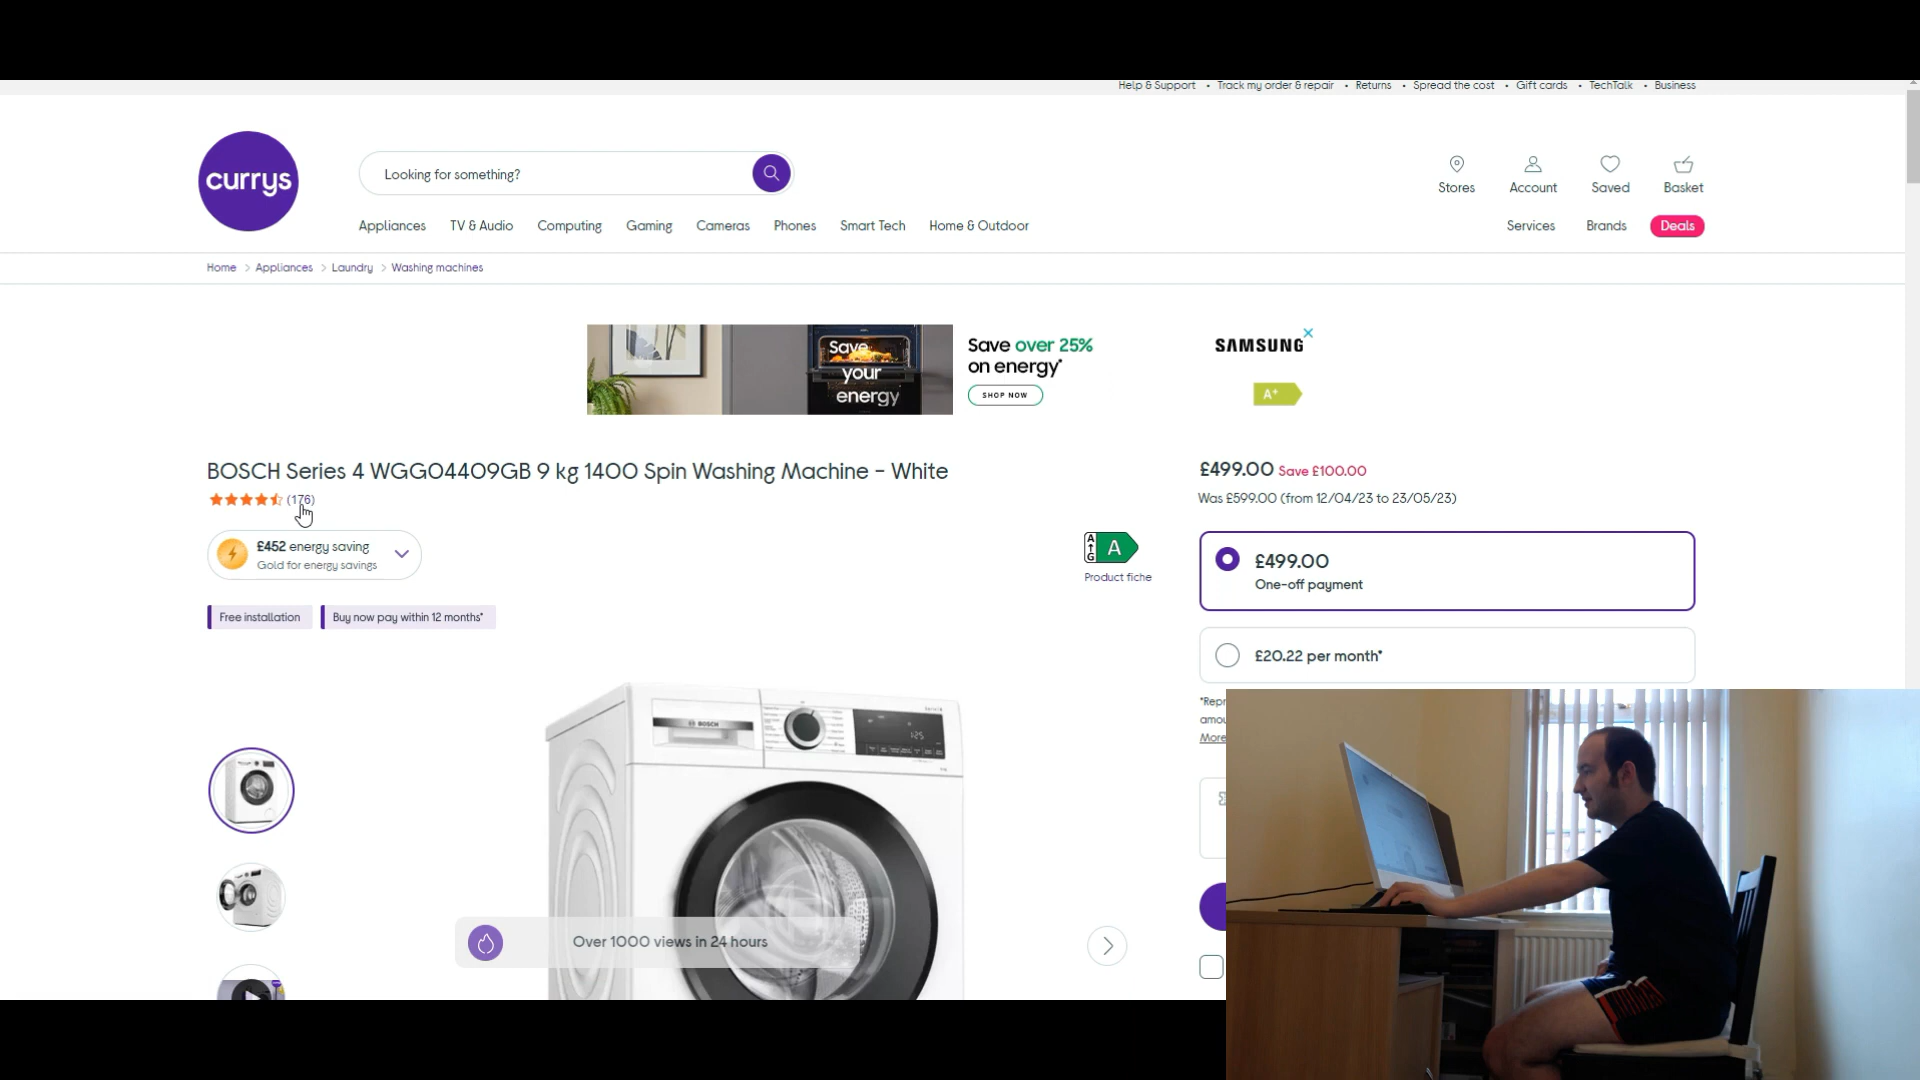 Help & Support • Track my order & repair • Returns • Spread the cost • Gift cards • TechTalk • Business
currys
Looking for something?
Stores Account Saved Basket
Appliances TV & Audio Computing Gaming Cameras Phones Smart Tech Home & Outdoor Services Brands Deals
Home > Appliances > Laundry > Washing machines
Save
your
energy
Save over 25%
on energy*
SHOP NOW
SAMSUNG
A+
BOSCH Series 4 WGG04409GB 9 kg 1400 Spin Washing Machine - White
(176)
£452 energy saving
Gold for energy savings
A
G
A
Product fiche
Free installation
Buy now pay within 12 months*
£499.00 Save £100.00
Was £599.00 (from 12/04/23 to 23/05/23)
£499.00
One-off payment
£20.22 per month*
*Repr
amou
More
BOSCH
1:25
Over 1000 views in 24 hours